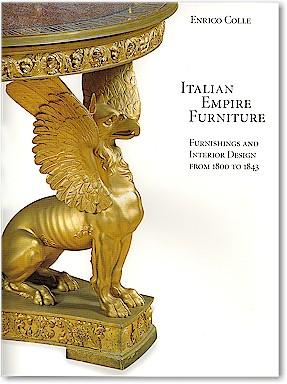 ENRICO COLLE
ITALIAN
EMPIRE
FURNITURE
FURNISHINGS AND
INTERIOR DESIGN
FROM 1800 TO 1843